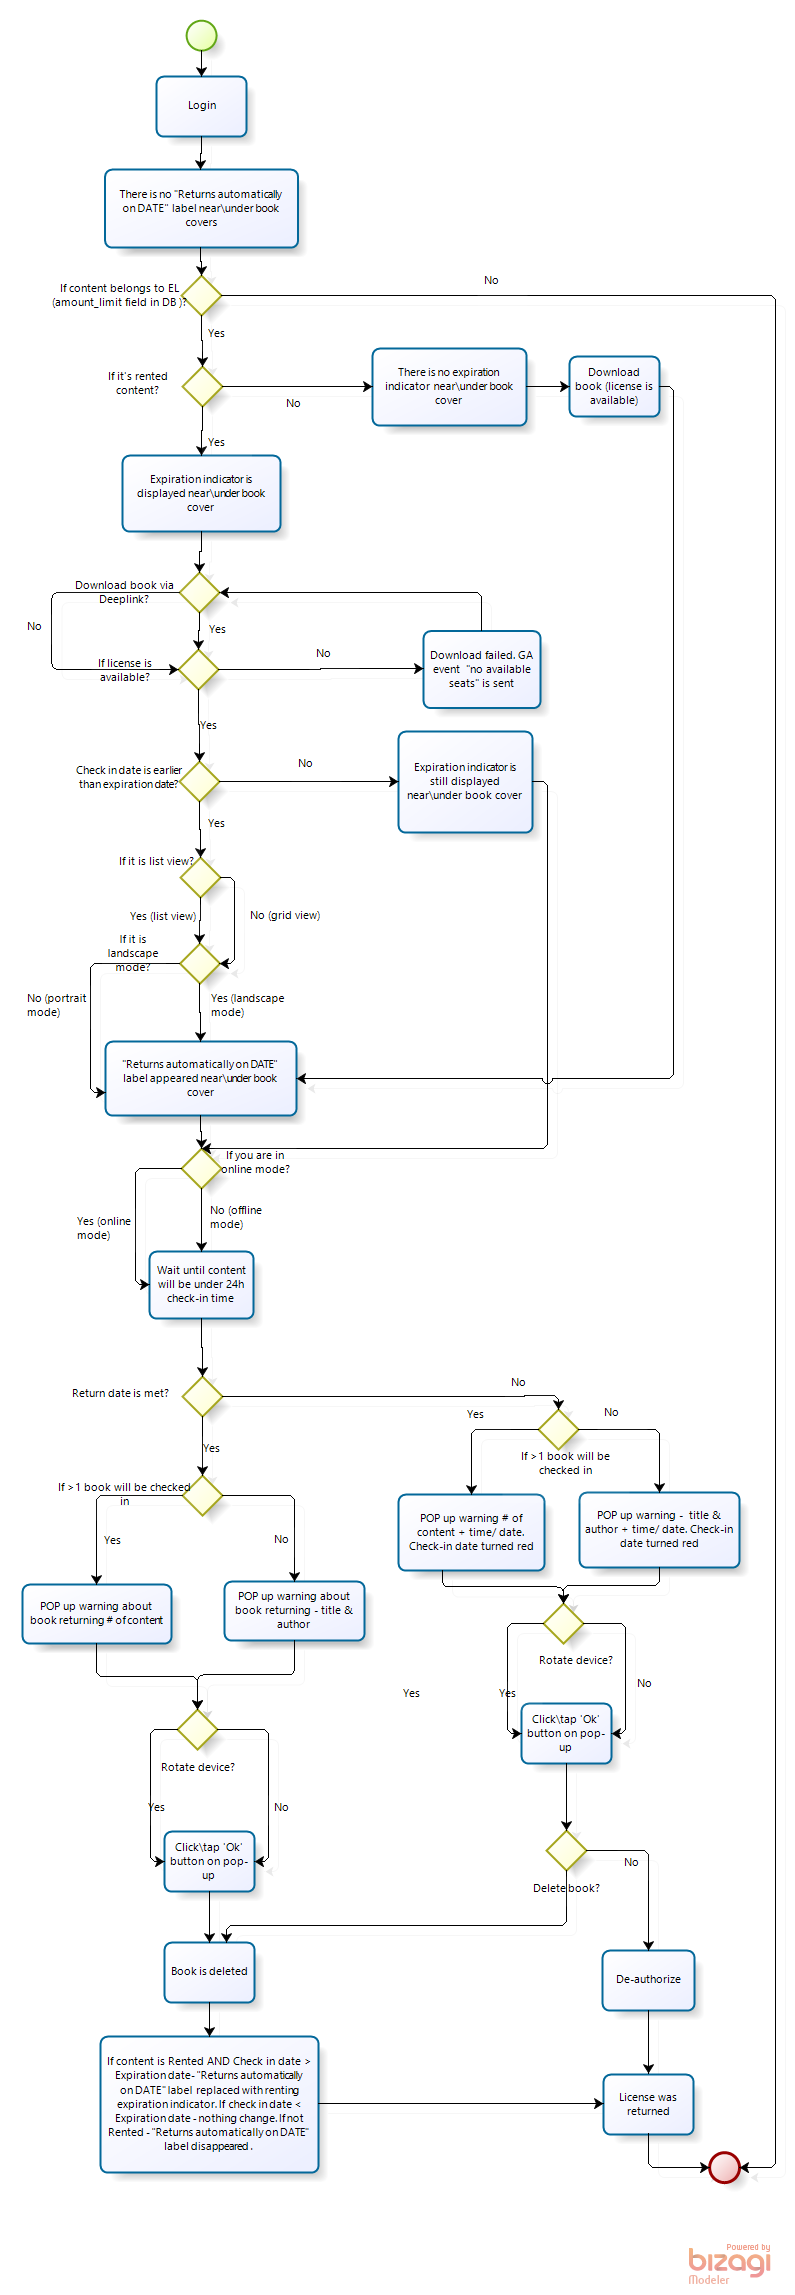 Login
There is no "Returns automatically
on DATE" label near\under book
covers
If content belongs to EL
(amount_limit field in DB )?
No
Yes
If it's rented
content?
No
There is no expiration
indicator near\under book
cover
Download
book (license is
available)
Yes
Expiration indicator is
displayed near\under book
cover
Download book via
Deeplink?
No
Yes
If license is
available?
No
Download failed. GA
event "no available
seats" is sent
Yes
Check in date is earlier
than expiration date?
No
Expiration indicator is
still displayed
near\under book cover
Yes
If it is list view?
Yes (list view)
No (grid view)
If it is
landscape
mode?
No (portrait
mode)
Yes (landscape
mode)
"Returns automatically on DATE"
label appeared near\under book
cover
If you are in
online mode?
Yes (online
mode)
No (offline
mode)
Wait until content
will be under 24h
check-in time
Return date is met?
No
Yes
Yes
No
If >1 book will be
checked in
If >1 book will be checked
in
Yes
No
POP up warning # of
content + time/ date.
Check-in date turned red
POP up warning - title &
author + time/ date. Check-in
date turned red
POP up warning about
book returning # of content
POP up warning about
book returning - title &
author
Rotate device?
Yes
Yes
No
Click\tap 'Ok'
button on pop-
up
Rotate device?
Yes
No
Click\tap 'Ok'
button on pop-
up
Delete book?
No
Book is deleted
De-authorize
If content is Rented AND Check in date >
Expiration date- "Returns automatically
on DATE" label replaced with renting
expiration indicator. If check in date <
Expiration date - nothing change. If not
Rented - "Returns automatically on DATE"
label disappeared .
License was
returned
Powered by
bizagi
Modeler